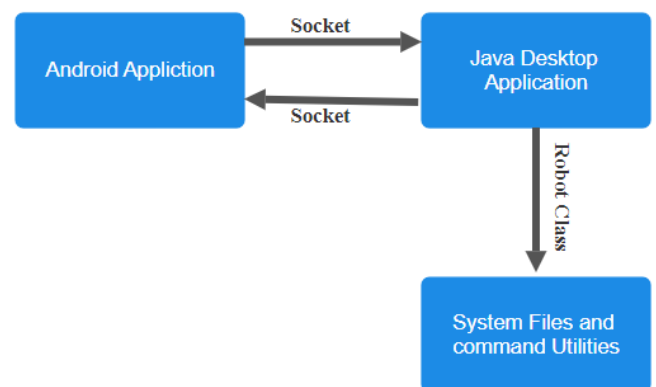 Socket
Android Appliction
Java Desktop
Application
Socket
Robot Class
System Files and
command Utilities